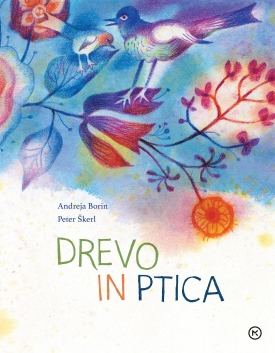 Andreja Borin
Peter Škerl
DREVO
IN PTICA